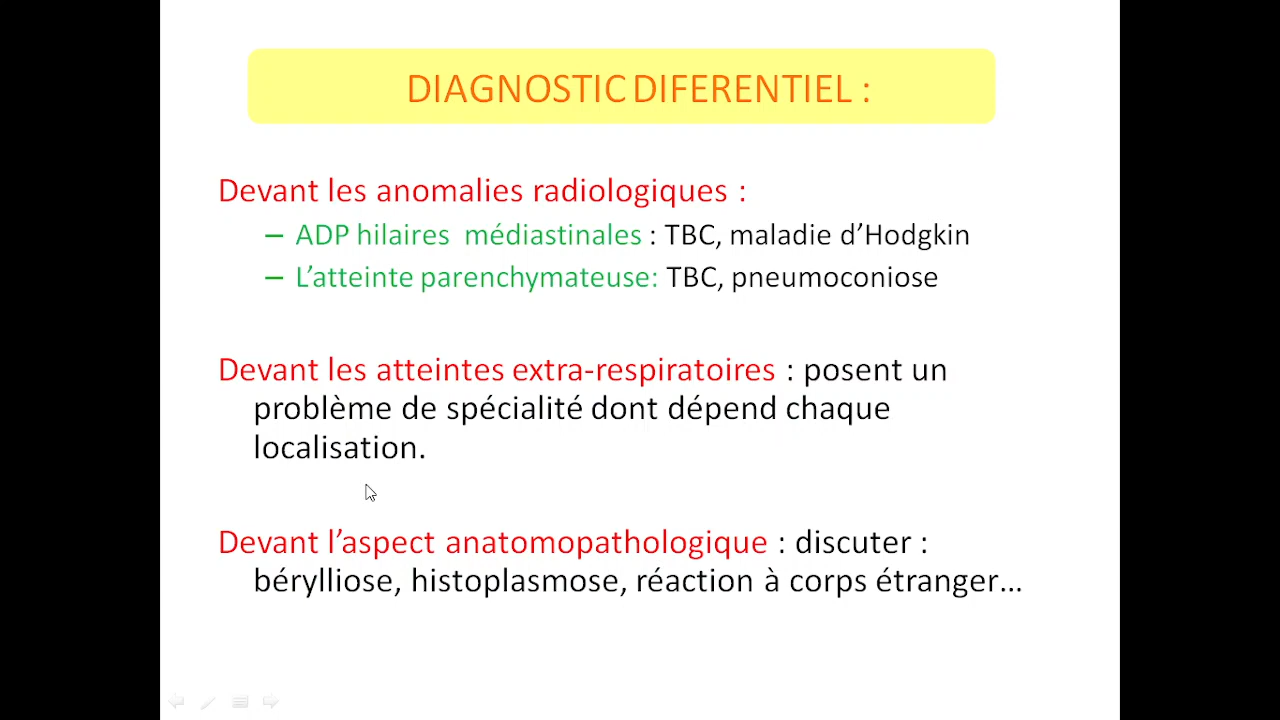 DIAGNOSTIC DIFERENTIEL :
Devant les anomalies radiologiques :
– ADP hilaires médiastinales : TBC, maladie d’Hodgkin
– L’atteinte parenchymateuse: TBC, pneumoconiose
Devant les atteintes extra-respiratoires : posent un
problème de spécialité dont dépend chaque
localisation.
Devant l’aspect anatomopathologique : discuter :
bérylliose, histoplasmose, réaction à corps étranger…